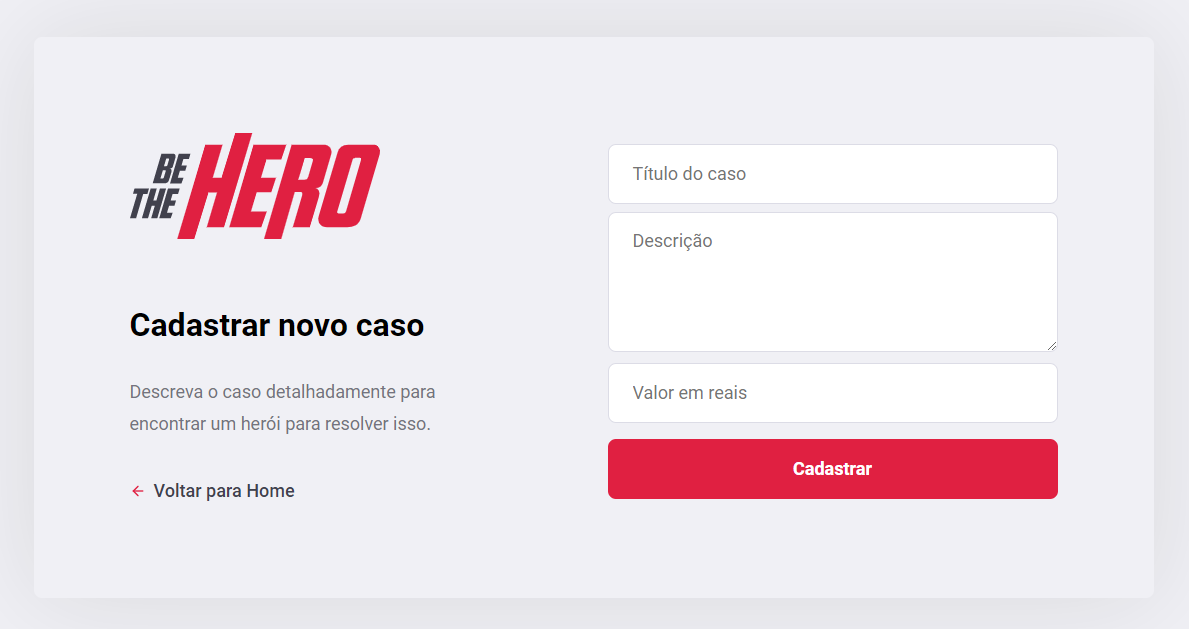 BE
THE HERO
Cadastrar novo caso
Descreva o caso detalhadamente para
encontrar um herói para resolver isso.
← Voltar para Home
Título do caso
Descrição
Valor em reais
Cadastrar